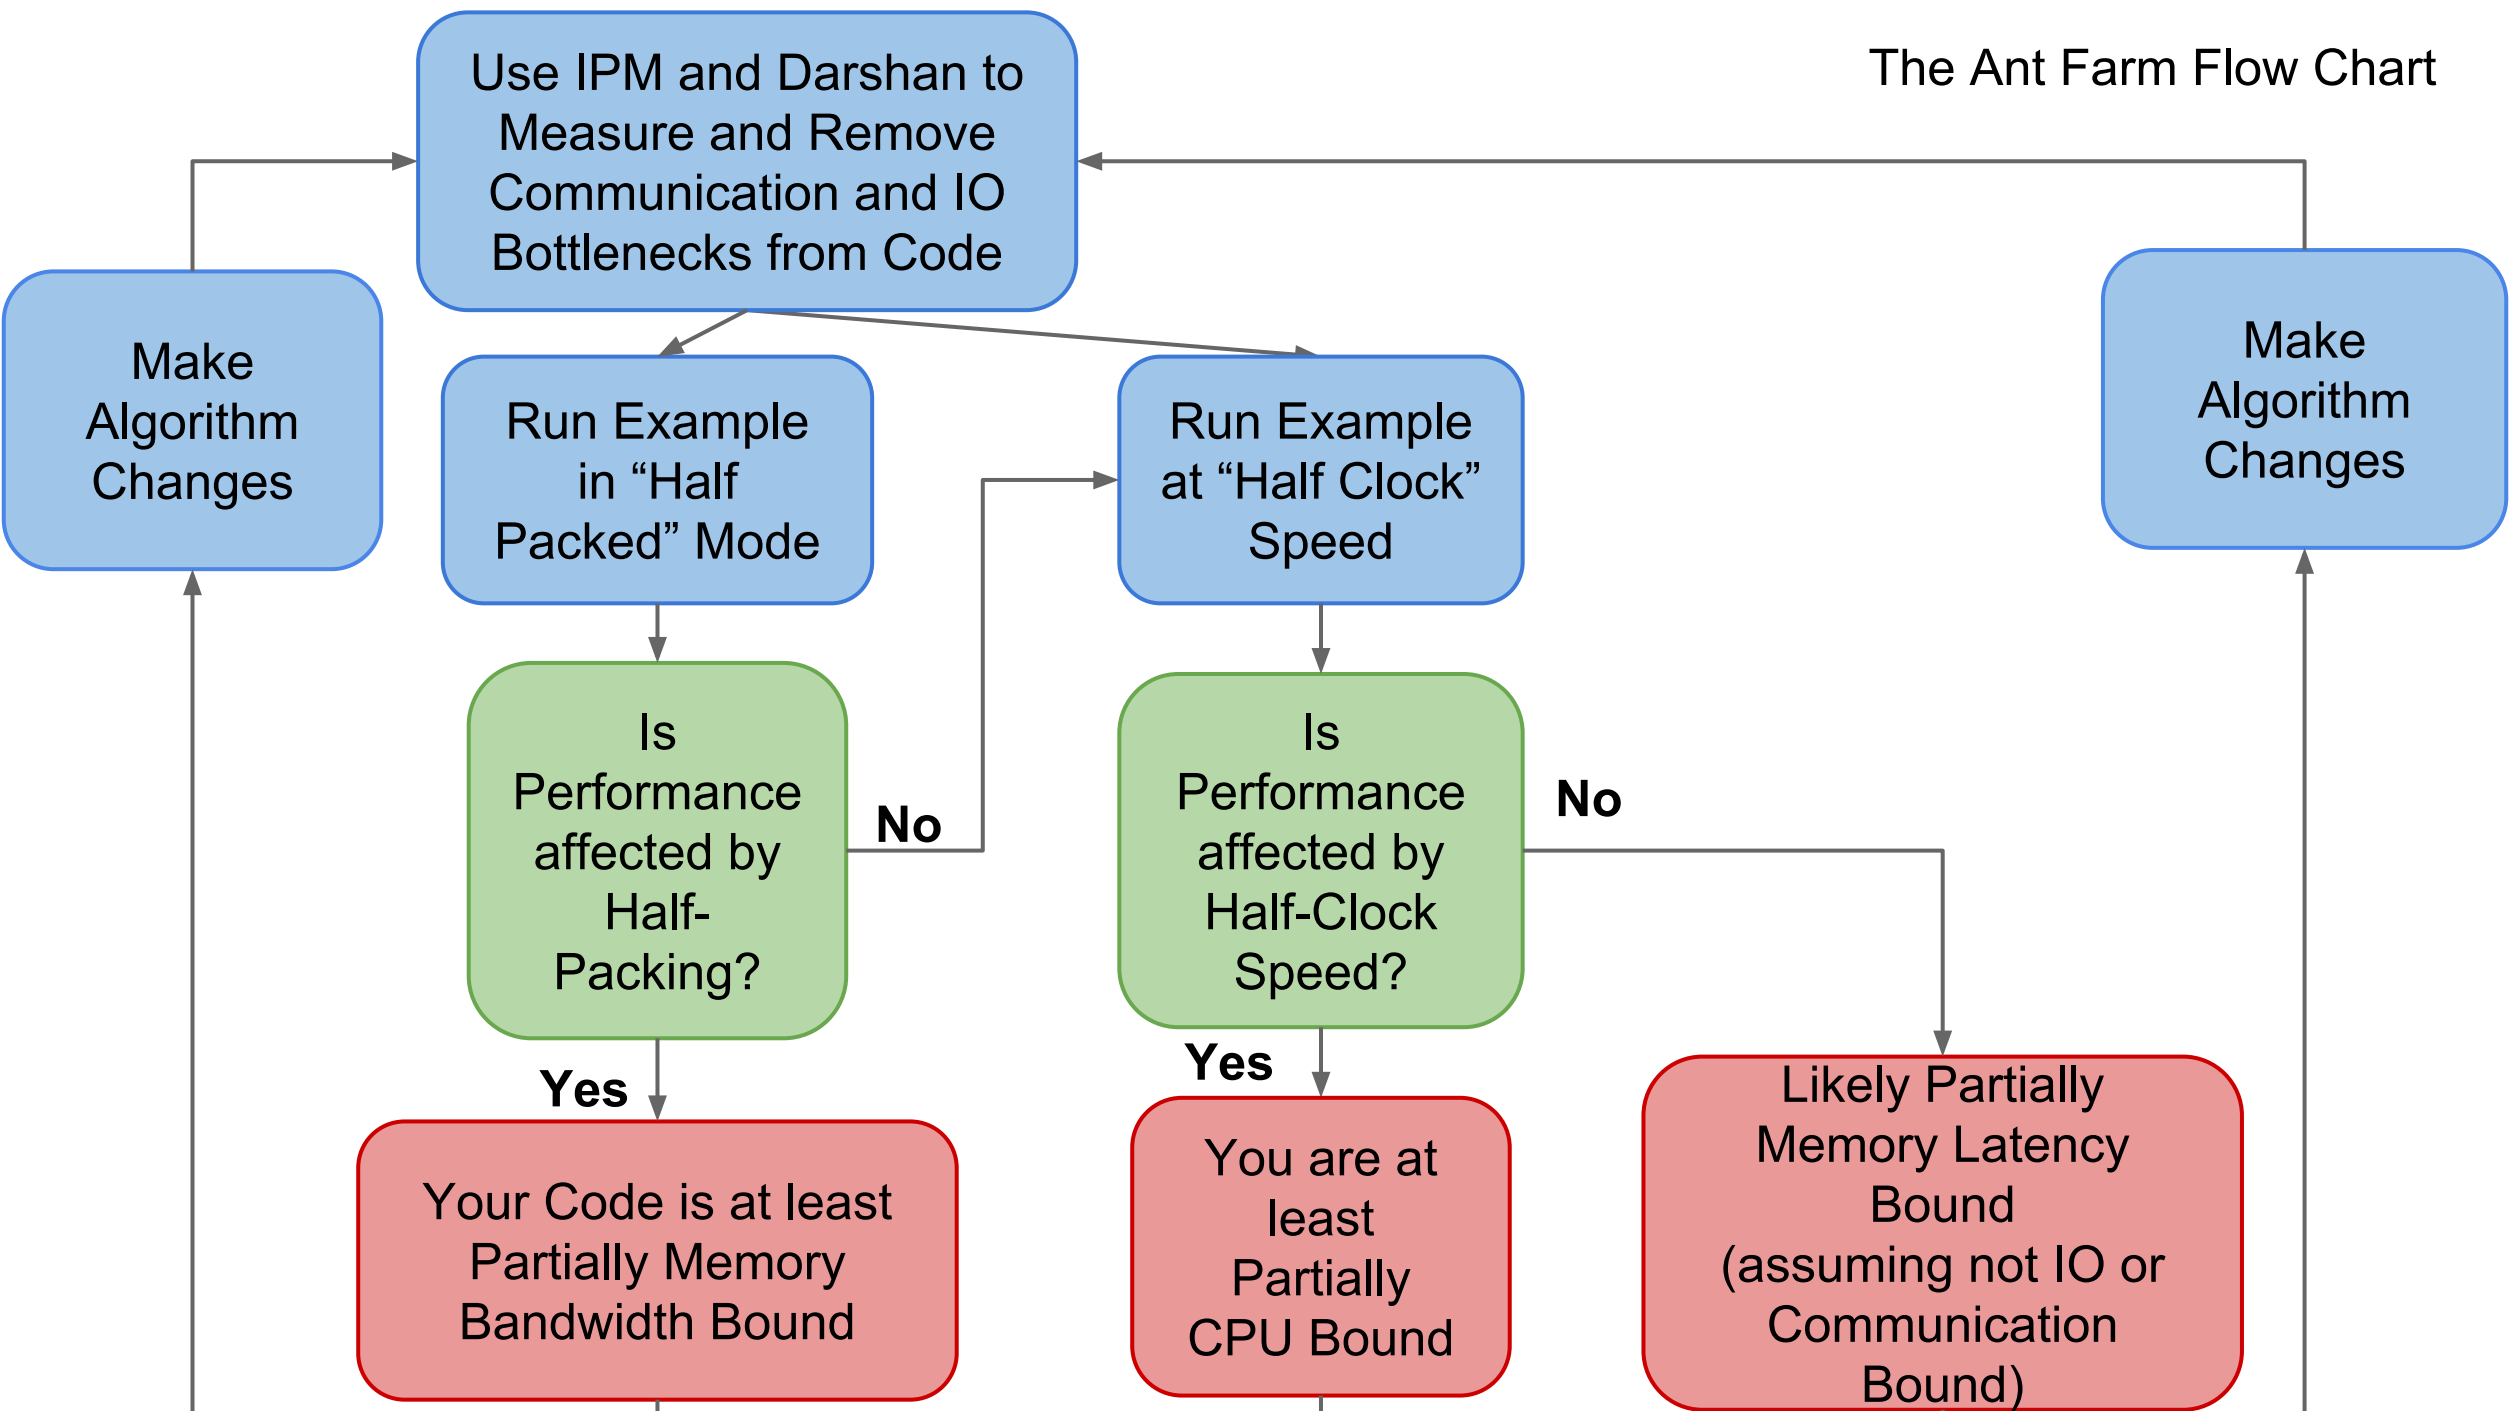 The Ant Farm Flow Chart
Use IPM and Darshan to
Measure and Remove
Communication and IO
Bottlenecks from Code
Make
Algorithm
Changes
Run Example
in “Half
Packed” Mode
Run Example
at “Half Clock”
Speed
Make
Algorithm
Changes
Is
Performance
affected by
Half-
Packing?
No
Is
Performance
affected by
Half-Clock
Speed?
No
Yes
Yes
Your Code is at least
Partially Memory
Bandwidth Bound
You are at
least
Partially
CPU Bound
Likely Partially
Memory Latency
Bound
(assuming not IO or
Communication
Bound)